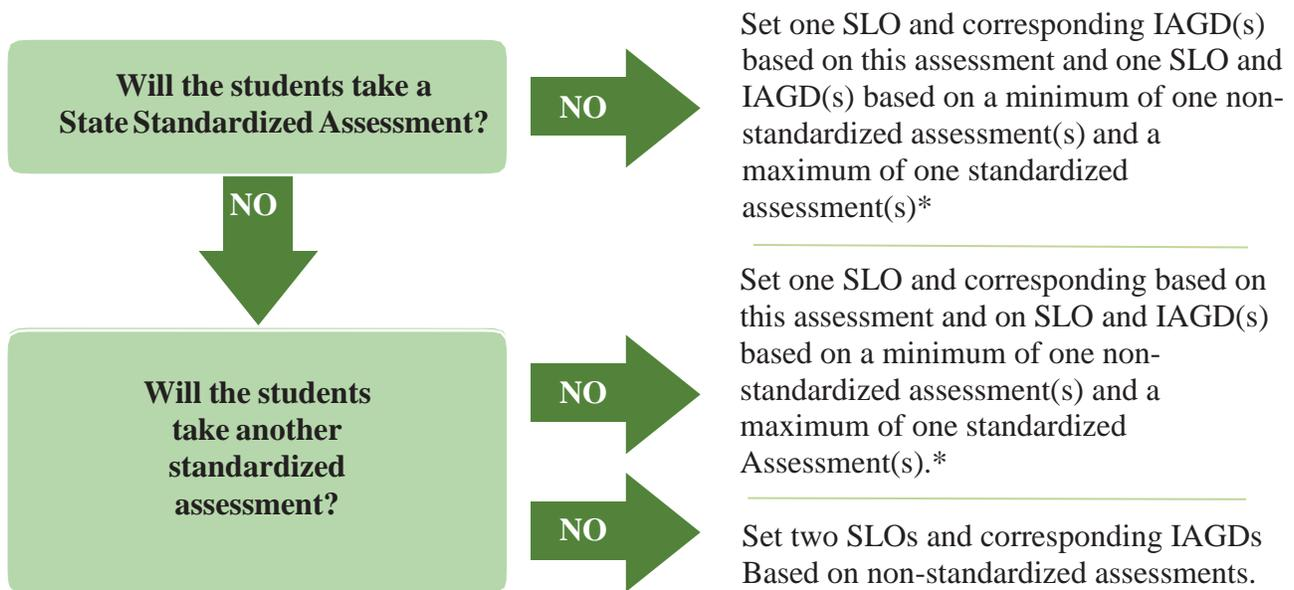 Will the students take a
State Standardized Assessment?
NO
Set one SLO and corresponding IAGD(s)
based on this assessment and one SLO and
IAGD(s) based on a minimum of one non-
standardized assessment(s) and a
maximum of one standardized
assessment(s)*
NO
Will the students
take another
standardized
assessment?
NO
Set one SLO and corresponding based on
this assessment and on SLO and IAGD(s)
based on a minimum of one non-
standardized assessment(s) and a
maximum of one standardized
Assessment(s).*
NO
Set two SLOs and corresponding IAGDs
Based on non-standardized assessments.